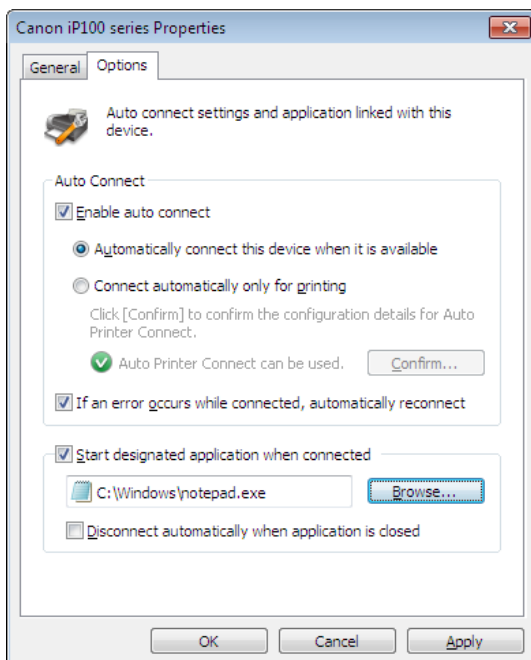 Canon iP100 series Properties
General
Options
Auto connect settings and application linked with this
device.
Auto Connect
Enable auto connect
Automatically connect this device when it is available
Connect automatically only for printing
Click [Confirm] to confirm the configuration details for Auto
Printer Connect.
Auto Printer Connect can be used.
Confirm...
If an error occurs while connected, automatically reconnect
Start designated application when connected
C:\Windows\notepad.exe
Browse...
Disconnect automatically when application is closed
OK
Cancel
Apply